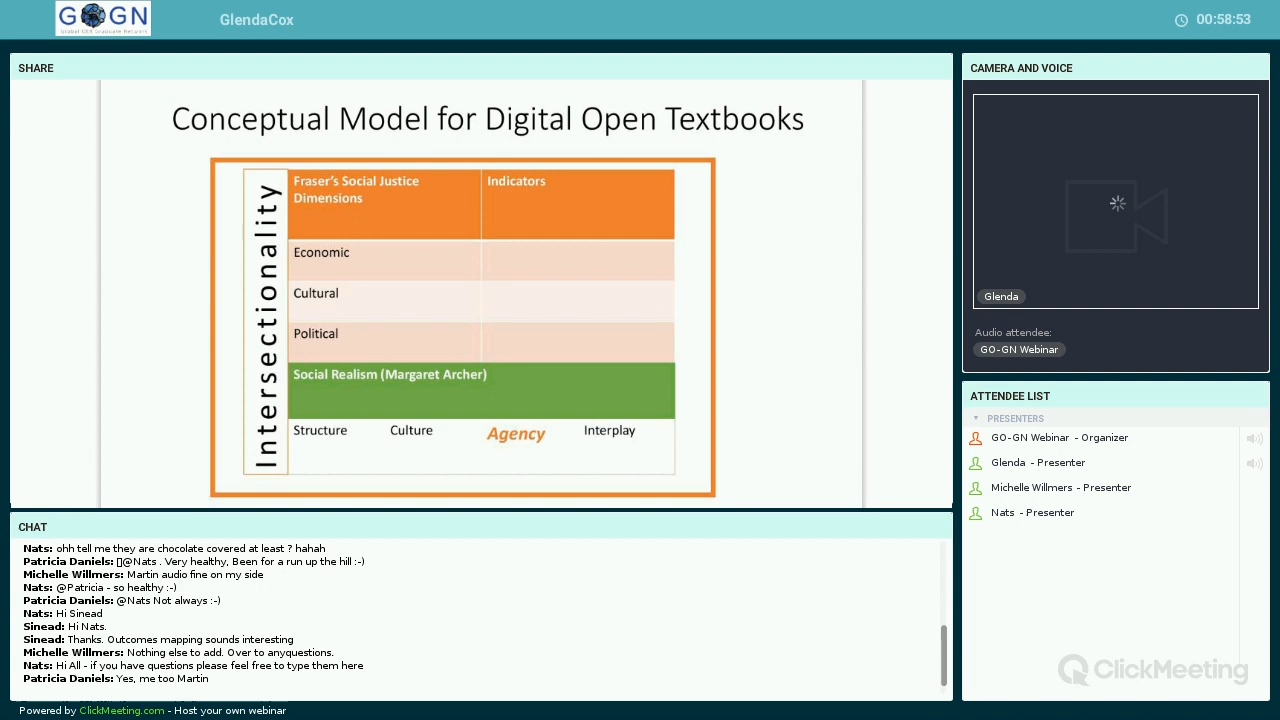 GOGN
Global OER Graduate Network
GlendaCox
00:58:53
SHARE
Conceptual Model for Digital Open Textbooks
Intersectionality
Fraser's Social Justice
Dimensions
Indicators
Economic
Cultural
Political
Social Realism (Margaret Archer)
Structure Culture Agency Interplay
CHAT
Nats: ohh tell me they are chocolate covered at least ? hahah
Patricia Daniels: @Nats . Very healthy, Been for a run up the hill :-)
Michelle Willmers: Martin audio fine on my side
Nats: @Patricia - so healthy :-)
Patricia Daniels: @Nats Not always :-)
Nats: Hi Sinead
Sinead: Hi Nats.
Sinead: Thanks. Outcomes mapping sounds interesting
Michelle Willmers: Nothing else to add. Over to anyquestions.
Nats: Hi All - if you have questions please feel free to type them here
Patricia Daniels: Yes, me too Martin
Powered by ClickMeeting.com - Host your own webinar
CAMERA AND VOICE
Glenda
Audio attendee:
GO-GN Webinar
ATTENDEE LIST
PRESENTERS
GO-GN Webinar - Organizer
Glenda - Presenter
Michelle Willmers - Presenter
Nats - Presenter
ClickMeeting